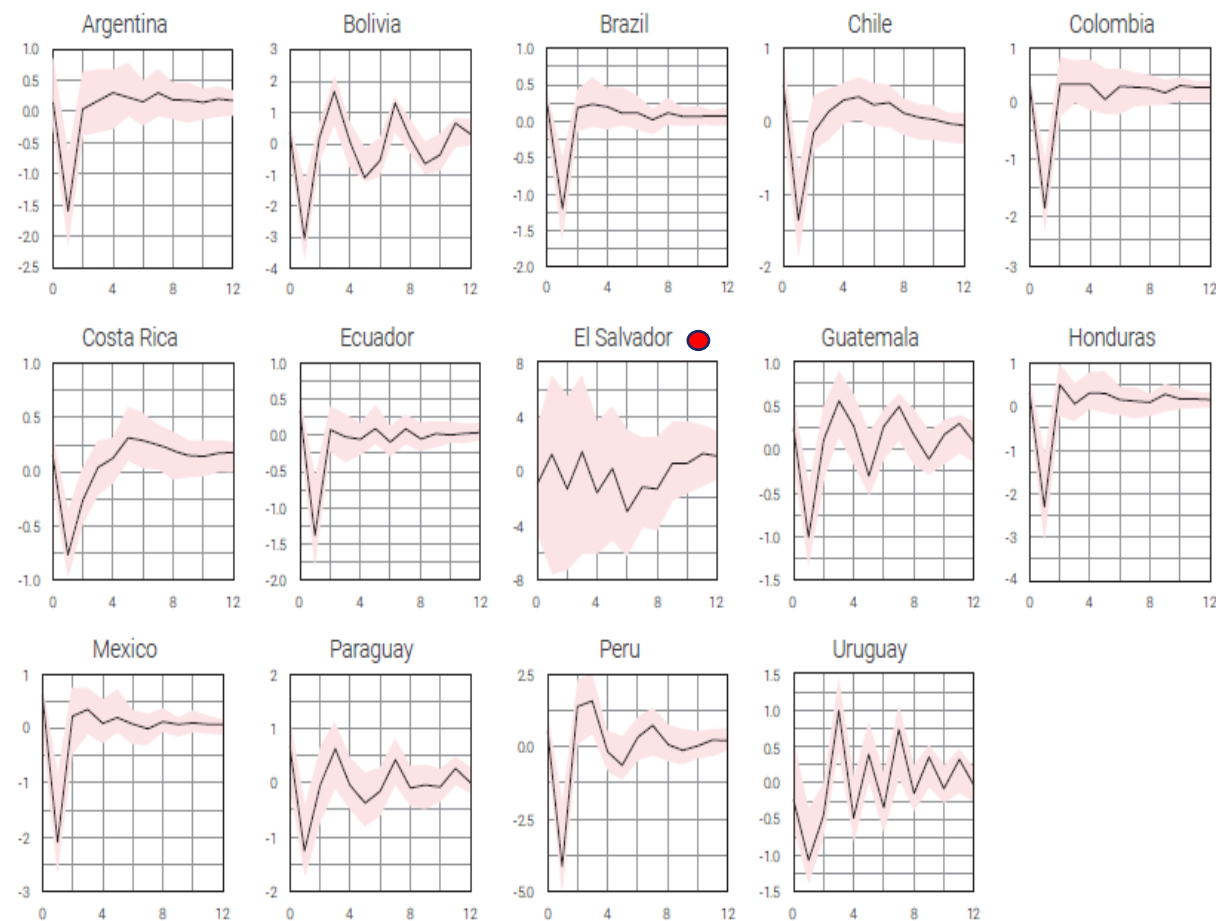 Argentina Bolivia Brazil Chile Colombia
1.0 3 1.0 1 1
0.5 2 0.5
0.0 1 0.0 0 0
-0.5 0 -0.5
-1.0 -1 -1.0 -1 -1
-1.5 -2 -1.5
-2.0 -3 -2
-2.5 -4 -2.0 -2 -3
0 4 8 12 0 4 8 12 0 4 8 12 0 4 8 12 0 4 8 12
Costa Rica Ecuador El Salvador Guatemala Honduras
1.0 1.0 8 1.0 1
0.5 0.5 4 0.5 0
0.0 0.0 0 0.0 -1
-0.5 -0.5 -4 -0.5 -2
-1.0 -1.0 -8 -1.0 -3
-1.5 -1.5 -4
-2.0
0 4 8 12 0 4 8 12 0 4 8 12 0 4 8 12 0 4 8 12
Mexico Paraguay Peru Uruguay
1 2 2.5 1.5
0 1 0.0 1.0
-1 0 -2.5 0.5
-2 -1 -5.0 0.0
-3 -2 -0.5
-1.0
-1.5
0 4 8 12 0 4 8 12 0 4 8 12 0 4 8 12